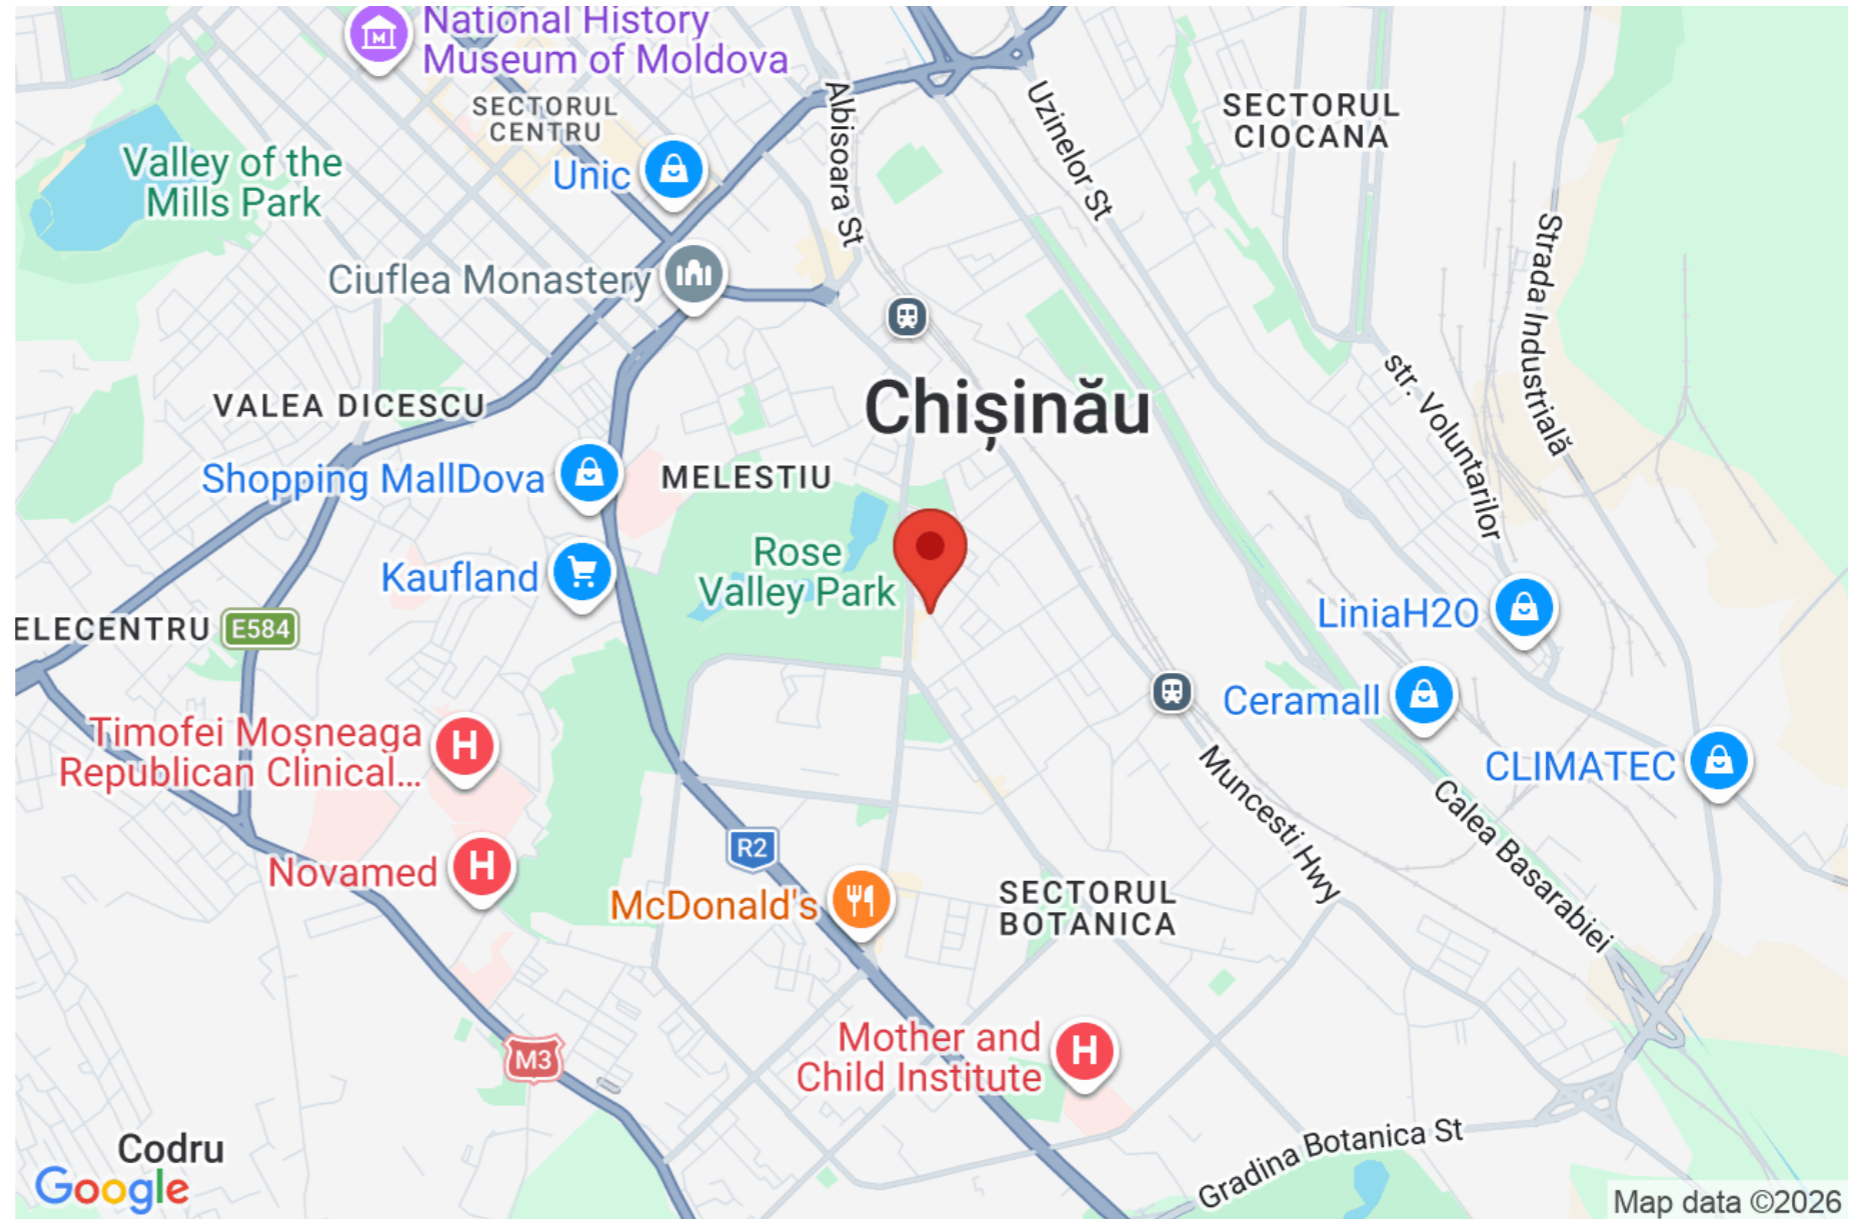 National History
Museum of Moldova
SECTORUL
CENTRU
Albisoara St
Uzinelor St
SECTORUL
CIOCANA
Valley of the
Mills Park
Unic
Strada Industrială
Ciuflea Monastery
Chișinău
str. Voluntarilor
VALEA DICESCU
Shopping MallDova
MELESTIU
Rose
Valley Park
Kaufland
ELECENTRU
E584
LiniaH2O
Ceramall
Timofei Moșneaga
Republican Clinical...
CLIMATEC
Muncesti Hwy
Calea Basarabiei
R2
Novamed
McDonald's
SECTORUL
BOTANICA
Mother and
Child Institute
M3
Gradina Botanica St
Codru
Google
Map data ©2026